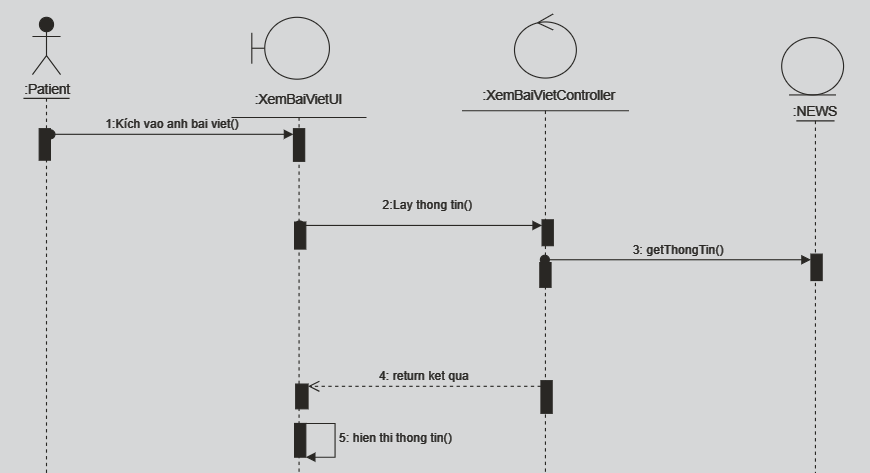 :Patient
:XemBaiVietUI
:XemBaiVietController
:NEWS
1:Kích vao anh bai viet()
2:Lay thong tin()
3: getThongTin()
4: return ket qua
5: hien thi thong tin()